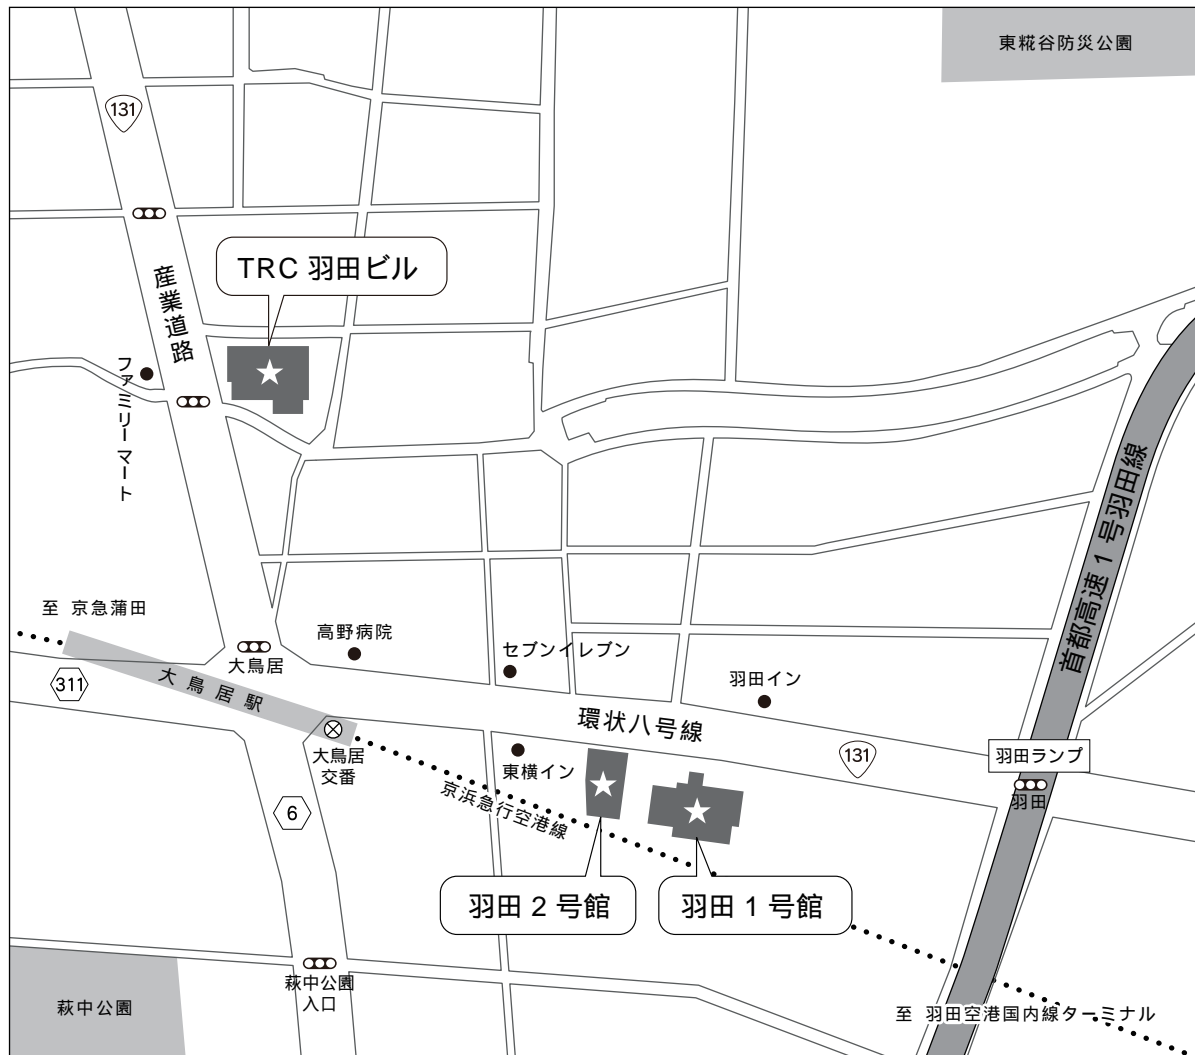 東糀谷防災公園
131
TRC 羽田ビル
産業道路
ファミリーマート
首都高速 1 号羽田線
至 京急蒲田
高野病院
大鳥居
セブンイレブン
311
大鳥居駅
羽田イン
環状八号線
大鳥居
交番
東横イン
131
羽田ランプ
羽田
京浜急行空港線
6
羽田 2 号館
羽田 1 号館
萩中公園
入口
萩中公園
至 羽田空港国内線ターミナル